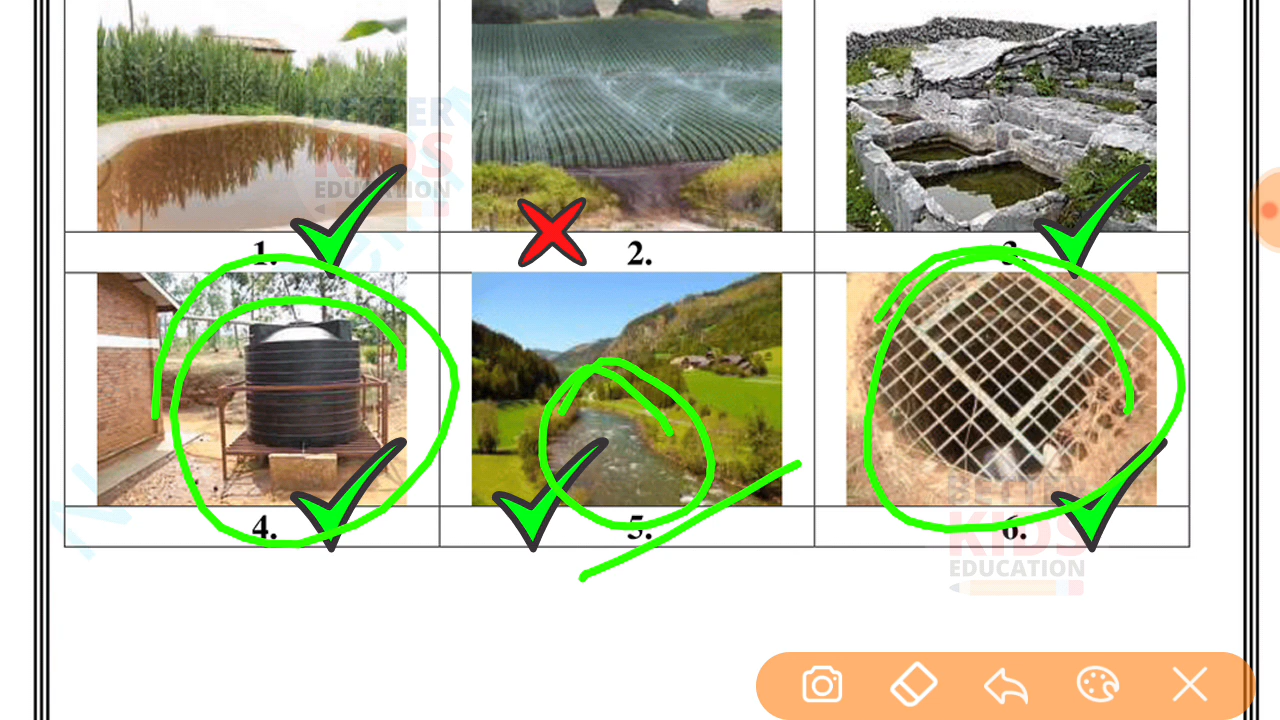 BETTER
KIDS
EDUCATION
1.
2.
3.
4.
5.
6.
BETTER
KIDS
EDUCATION